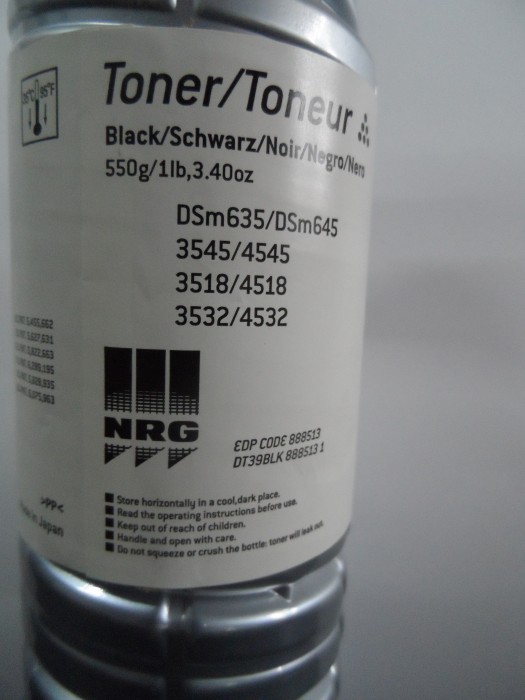 35°C 95°F
Toner/Toneur
Black/Schwarz/Noir/Negro/Nero
550g/1lb,3.40oz
DSm635/DSm645
3545/4545
3518/4518
3532/4532
NRG
EDP CODE 888513
DT39BLK 888513 1
Store horizontally in a cool,dark place.
Read the operating instructions before use.
Keep out of reach of children.
Handle and open with care.
Do not squeeze or crush the bottle: toner will leak out.
>PP<
in Japan